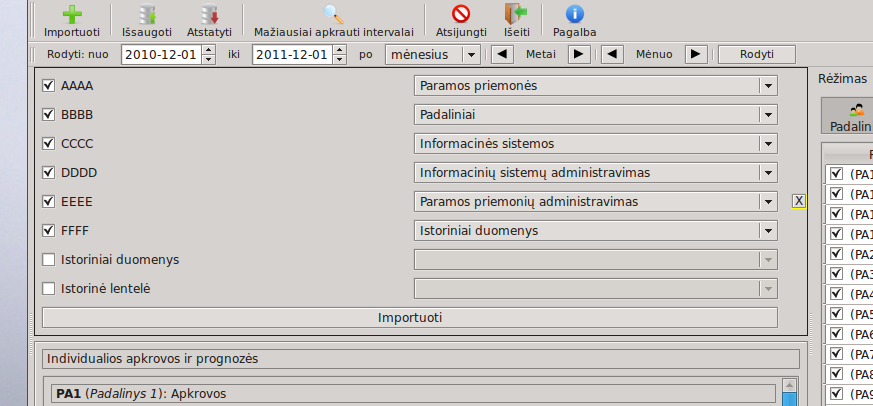 Importuoti Išsaugoti Atstatyti Mažiausiai apkrauti intervalai Atsijungti Išeiti Pagalba
Rodyti: nuo 2010-12-01 iki 2011-12-01 po mėnesius Metai Mėnuo Rodyti
AAAA Paramos priemonės
BBBB Padaliniai
CCCC Informacinės sistemos
DDDD Informacinių sistemų administravimas
EEEE Paramos priemonių administravimas X
FFFF Istoriniai duomenys
Istoriniai duomenys
Istorinė lentelė
Importuoti
Individualios apkrovos ir prognozės
PA1 (Padalinys 1): Apkrovos
Rėžimas
Padalin
(PA1
(PA1
(PA1
(PA1
(PA2
(PA3
(PA4
(PA5
(PA6
(PA7
(PA8
(PA9